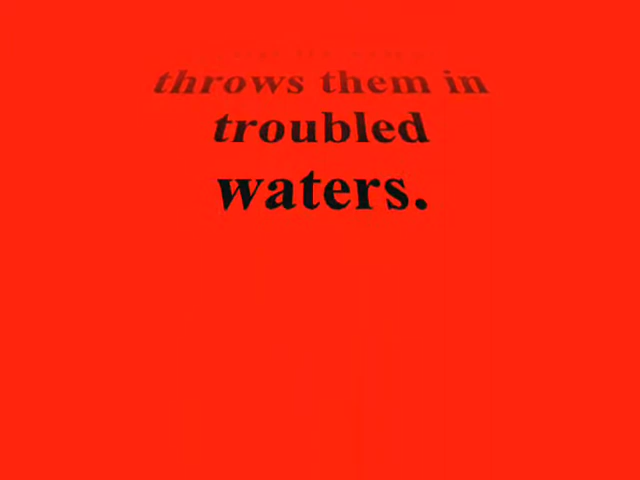 throws them in
troubled
waters.